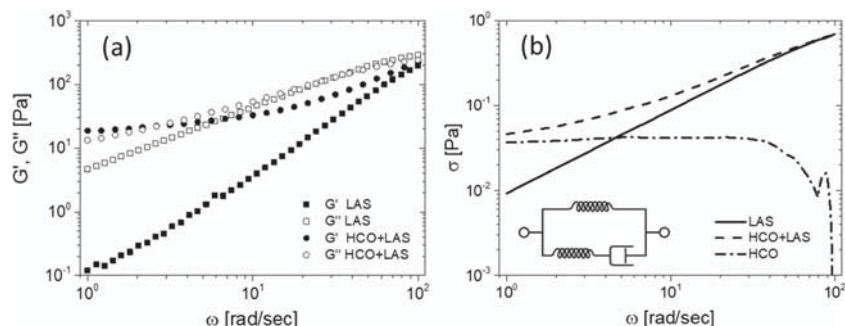 (a)
10³
10²
10¹
10⁰
10⁻¹
G', G'' [Pa]
■ G' LAS
□ G'' LAS
● G' HCO+LAS
○ G'' HCO+LAS
10⁰ 10¹ 10²
ω [rad/sec]
(b)
10⁰
10⁻¹
10⁻²
10⁻³
σ [Pa]
LAS
HCO+LAS
HCO
10⁰ 10¹ 10²
ω [rad/sec]